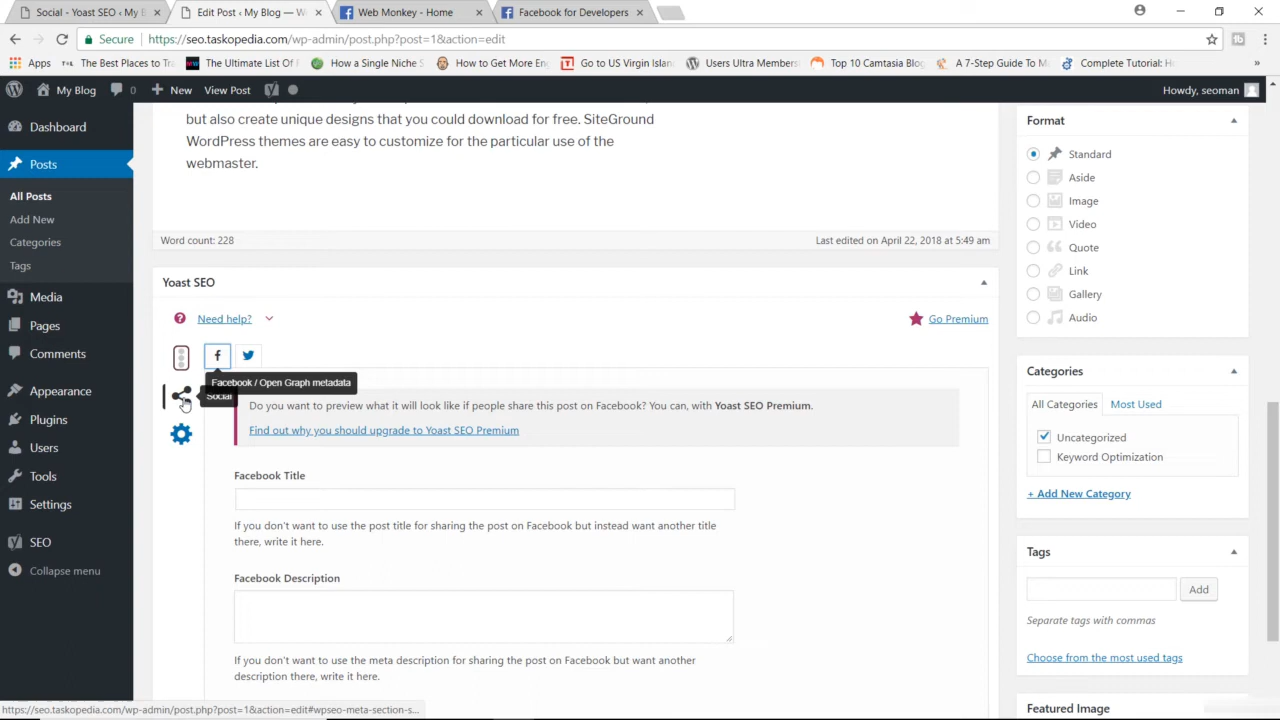 Social - Yoast SEO ‹ My B
Edit Post ‹ My Blog — W
Web Monkey - Home
Facebook for Developers
Secure
https://seo.taskopedia.com/wp-admin/post.php?post=1&action=edit
Apps
The Best Places to Tr
The Ultimate List Of
How a Single Niche S
How to Get More En
Go to US Virgin Islan
Users Ultra Members
Top 10 Camtasia Blog
A 7-Step Guide To M
Complete Tutorial: H
My Blog
0
New
View Post
Howdy, seoman
Dashboard
Posts
All Posts
Add New
Categories
Tags
Media
Pages
Comments
Appearance
Plugins
Users
Tools
Settings
SEO
Collapse menu
but also create unique designs that you could download for free. SiteGround
WordPress themes are easy to customize for the particular use of the
webmaster.
Word count: 228
Last edited on April 22, 2018 at 5:49 am
Yoast SEO
Need help?
Go Premium
Facebook / Open Graph metadata
Social
Do you want to preview what it will look like if people share this post on Facebook? You can, with Yoast SEO Premium.
Find out why you should upgrade to Yoast SEO Premium
Facebook Title
If you don't want to use the post title for sharing the post on Facebook but instead want another title
there, write it here.
Facebook Description
If you don't want to use the meta description for sharing the post on Facebook but want another
description there, write it here.
Format
Standard
Aside
Image
Video
Quote
Link
Gallery
Audio
Categories
All Categories
Most Used
Uncategorized
Keyword Optimization
+ Add New Category
Tags
Add
Separate tags with commas
Choose from the most used tags
Featured Image
https://seo.taskopedia.com/wp-admin/post.php?post=1&action=edit#wpseo-meta-section-s...